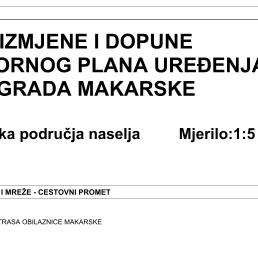 IZMJENE I DOPUNE
ORNOG PLANA UREĐENJA
GRADA MAKARSKE
ka područja naselja Mjerilo:1:5
I MREŽE - CESTOVNI PROMET
TRASA OBILAZNICE MAKARSKE